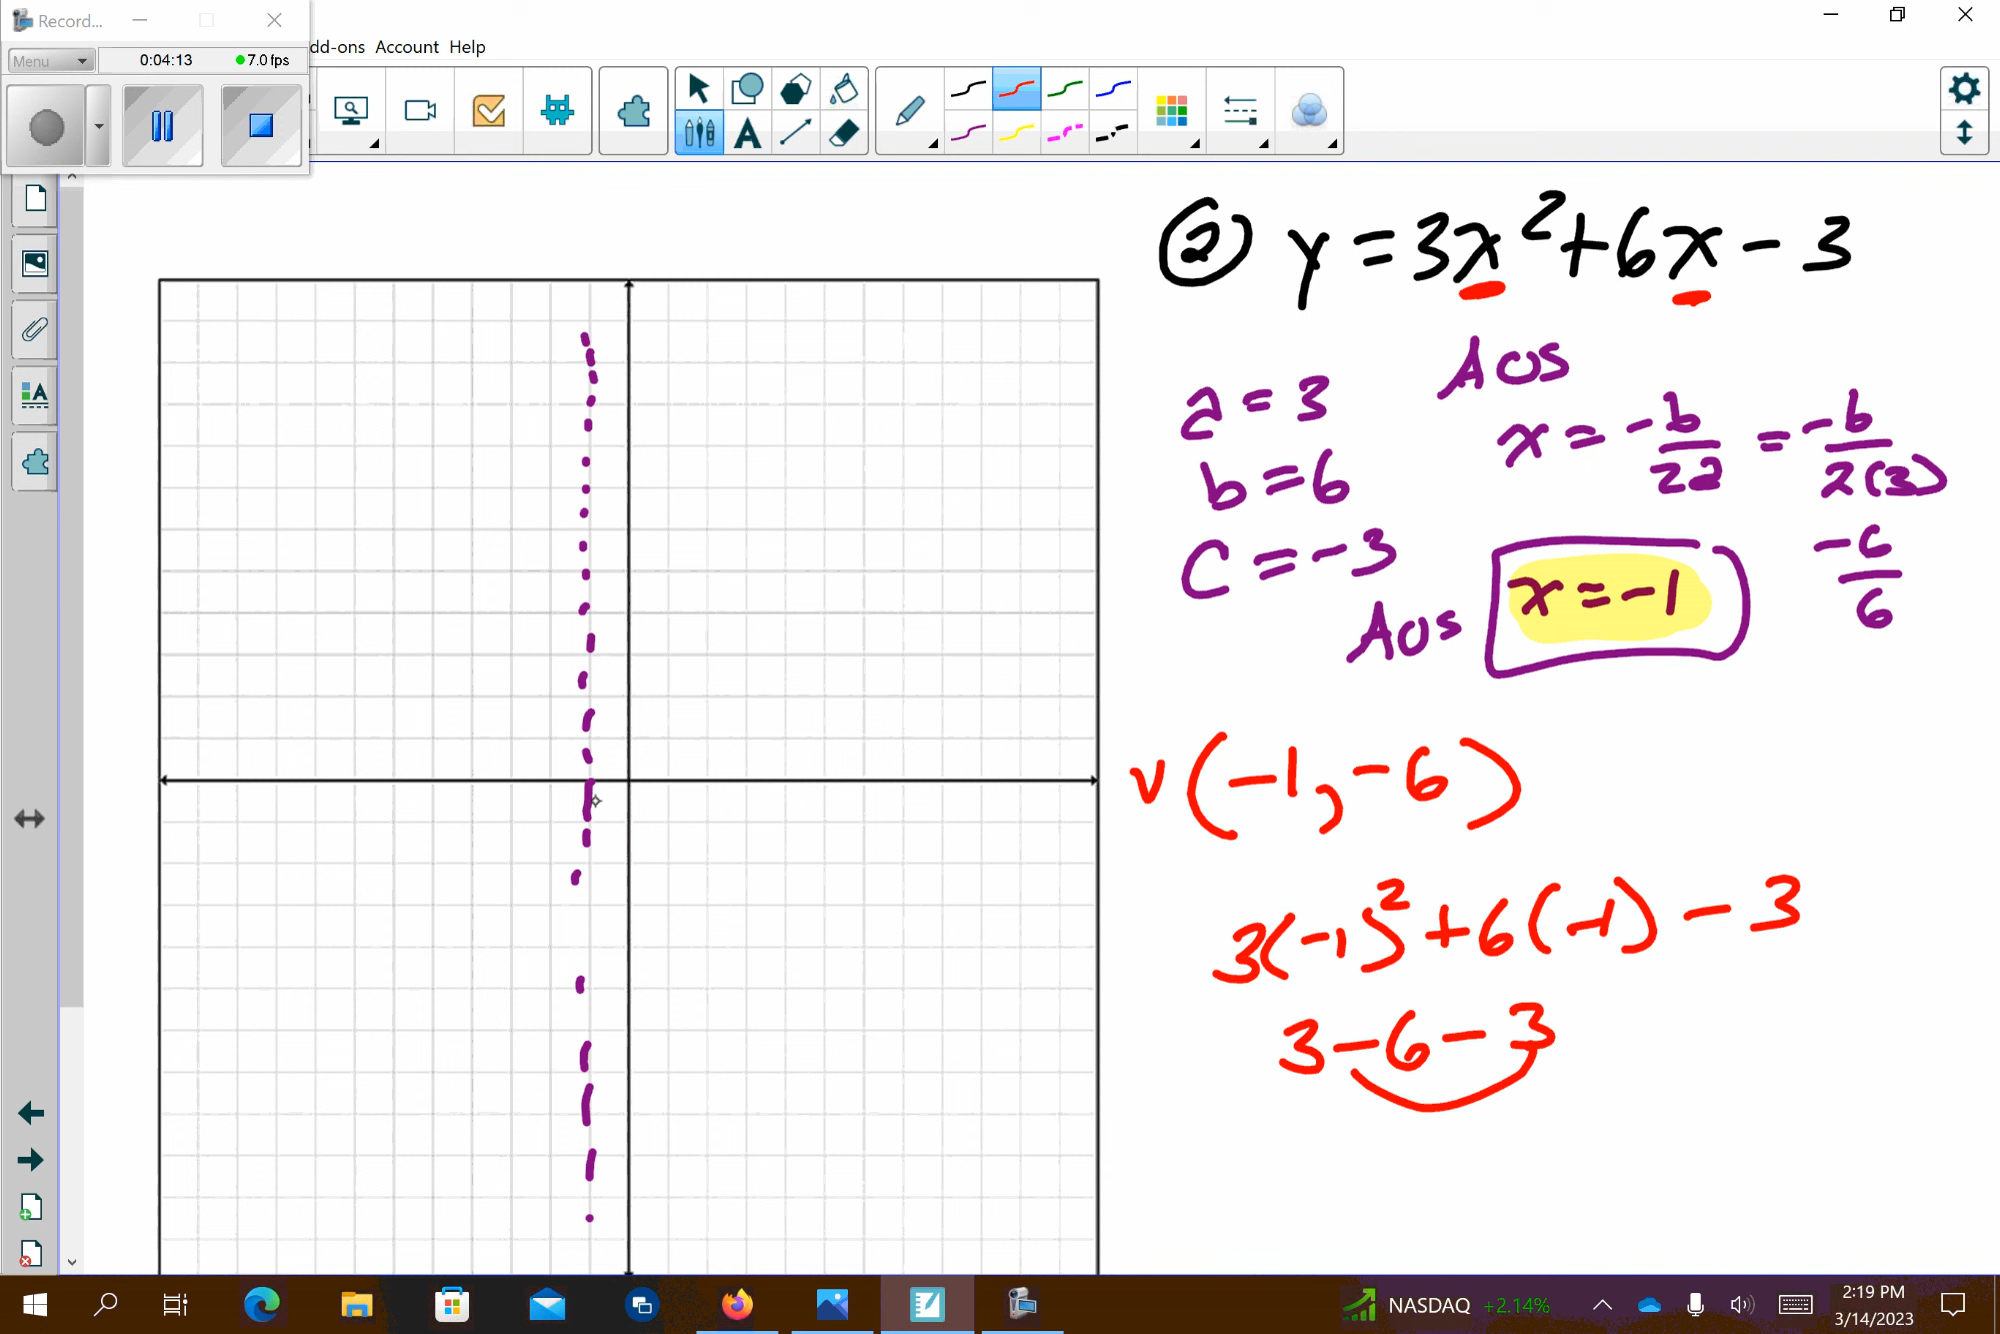 Record...
Menu 0:04:13 7.0 fps
dd-ons Account Help
② y = 3x² + 6x - 3
a = 3
b = 6
c = -3
AOS
x = -b/2a = -b/2(3)
-6/6
AOS x = -1
V (-1, -6)
3(-1)² + 6(-1) - 3
3 - 6 - 3
NASDAQ +2.14%
2:19 PM
3/14/2023